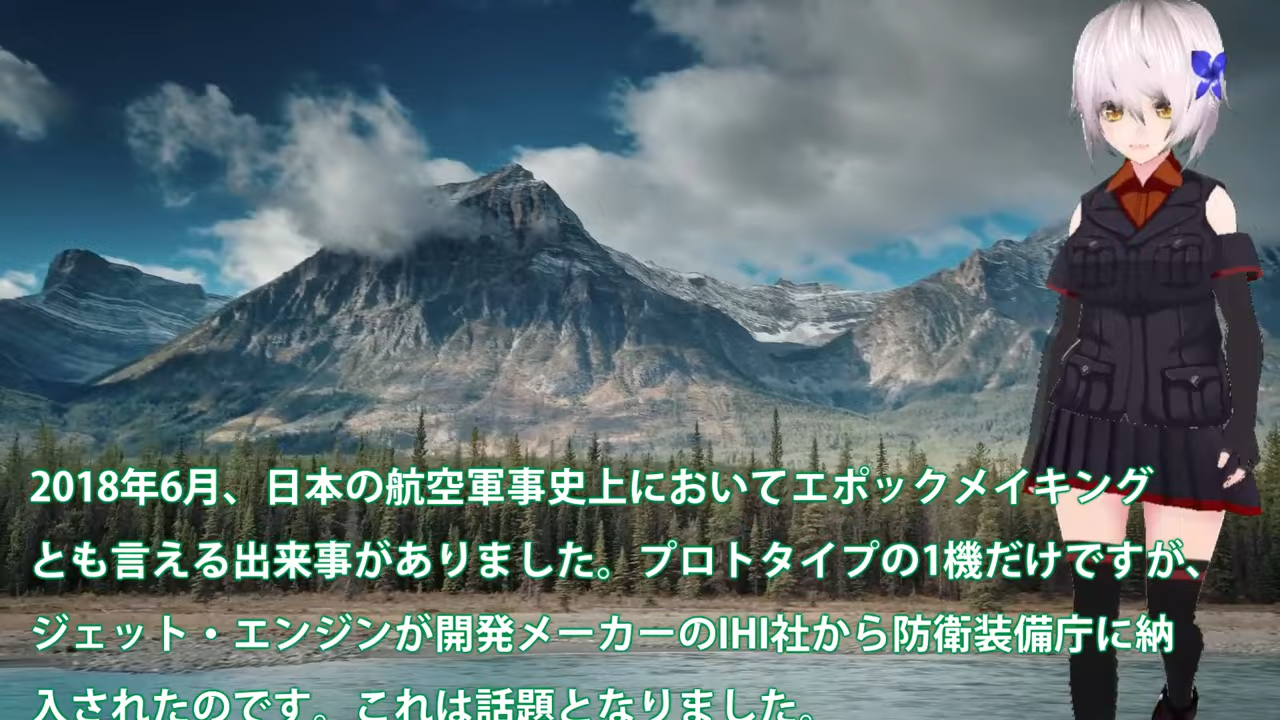 2018年6月、日本の航空軍事史上においてエポックメイキング
とも言える出来事がありました。プロトタイプの1機だけですが、
ジェット・エンジンが開発メーカーのIHI社から防衛装備庁に納
入されたのです。これは話題となりました。